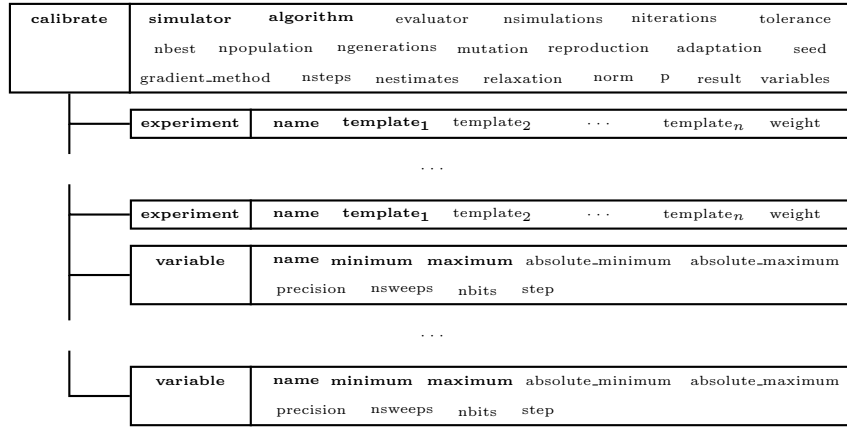 calibrate simulator algorithm evaluator nsimulations niterations tolerance
nbest npopulation ngenerations mutation reproduction adaptation seed
gradient_method nsteps nestimates relaxation norm p result variables
experiment name template₁ template₂ ··· templateₙ weight
...
experiment name template₁ template₂ ··· templateₙ weight
variable name minimum maximum absolute_minimum absolute_maximum
precision nsweeps nbits step
...
variable name minimum maximum absolute_minimum absolute_maximum
precision nsweeps nbits step